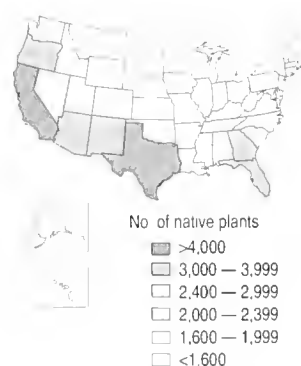 No of native plants
>4,000
3,000 — 3,999
2,400 — 2,999
2,000 — 2,399
1,600 — 1,999
<1,600